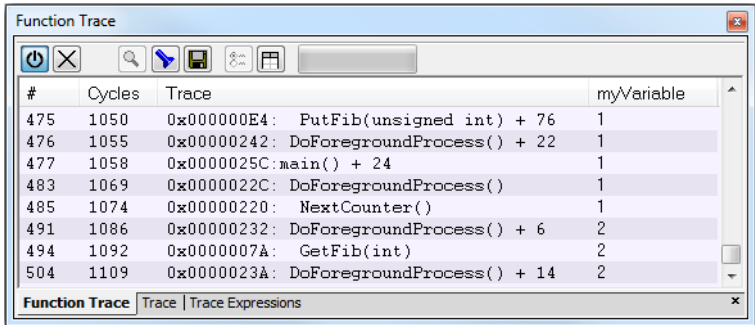 Function Trace
# Cycles Trace myVariable
475 1050 0x000000E4: PutFib(unsigned int) + 76 1
476 1055 0x00000242: DoForegroundProcess() + 22 1
477 1058 0x0000025C:main() + 24 1
483 1069 0x0000022C: DoForegroundProcess() 1
485 1074 0x00000220: NextCounter() 1
491 1086 0x00000232: DoForegroundProcess() + 6 2
494 1092 0x0000007A: GetFib(int) 2
504 1109 0x0000023A: DoForegroundProcess() + 14 2
Function Trace Trace | Trace Expressions x